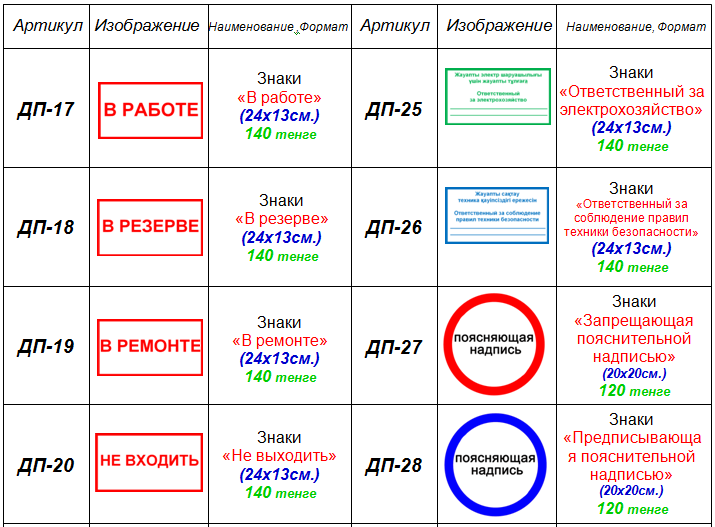 Артикул Изображение Наименование, Формат Артикул Изображение Наименование, Формат
ДП-17
В РАБОТЕ
Знаки
«В работе»
(24х13см.)
140 тенге
ДП-25
Жауапты электр шаруашылығы
үшін жауапты тұлғаға
Ответственный
за электрохозяйство
Знаки
«Ответственный за
электрохозяйство»
(24х13см.)
140 тенге
ДП-18
В РЕЗЕРВЕ
Знаки
«В резерве»
(24х13см.)
140 тенге
ДП-26
Жауапты сақтау
техника қауіпсіздігі ережесін
Ответственный за соблюдение
правил техники безопасности
Знаки
«Ответственный за
соблюдение правил
техники безопасности»
(24х13см.)
140 тенге
ДП-19
В РЕМОНТЕ
Знаки
«В ремонте»
(24х13см.)
140 тенге
ДП-27
поясняющая
надпись
Знаки
«Запрещающая
пояснительной
надписью»
(20х20см.)
120 тенге
ДП-20
НЕ ВХОДИТЬ
Знаки
«Не выходить»
(24х13см.)
140 тенге
ДП-28
поясняющая
надпись
Знаки
«Предписывающа
я пояснительной
надписью»
(20х20см.)
120 тенге